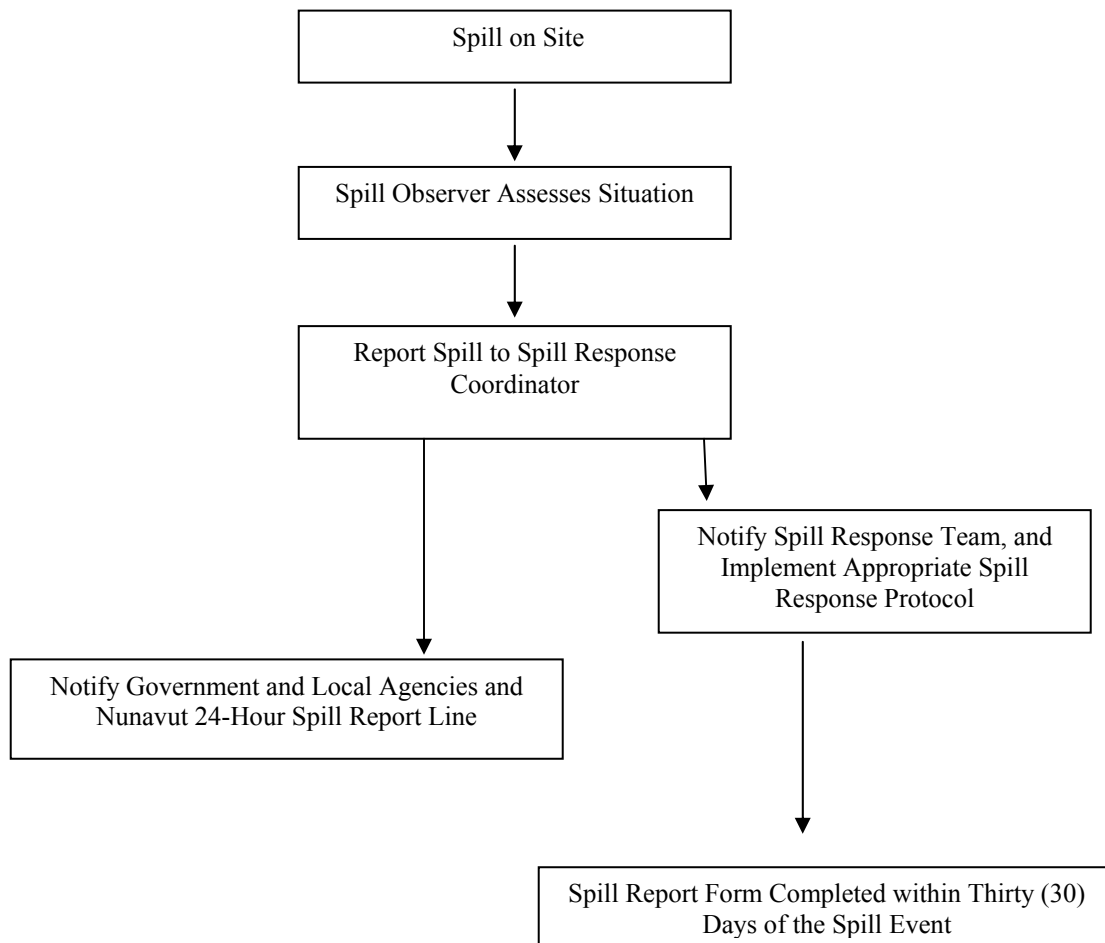 Spill on Site
Spill Observer Assesses Situation
Report Spill to Spill Response
Coordinator
Notify Spill Response Team, and
Implement Appropriate Spill
Response Protocol
Notify Government and Local Agencies and
Nunavut 24-Hour Spill Report Line
Spill Report Form Completed within Thirty (30)
Days of the Spill Event